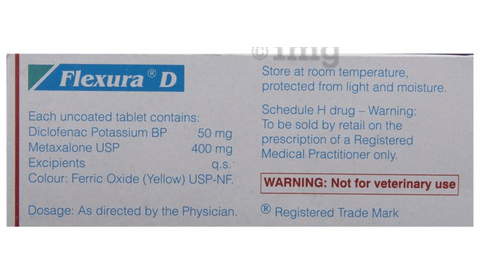 ©1mg
Flexura® D
Each uncoated tablet contains:
Diclofenac Potassium BP 50 mg
Metaxalone USP 400 mg
Excipients q.s.
Colour: Ferric Oxide (Yellow) USP-NF.
Dosage: As directed by the Physician.
Store at room temperature,
protected from light and moisture.
Schedule H drug – Warning:
To be sold by retail on the
prescription of a Registered
Medical Practitioner only.
WARNING: Not for veterinary use
® Registered Trade Mark